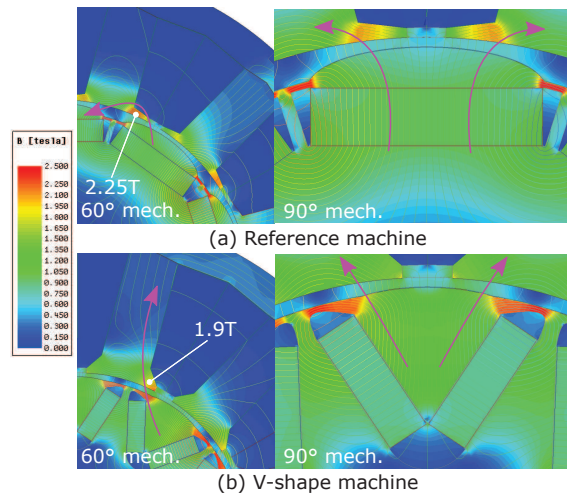 B [tesla]
2.500
2.250
2.100
1.950
1.800
1.650
1.500
1.350
1.200
1.050
0.900
0.750
0.600
0.450
0.300
0.150
0.000
2.25T
60° mech.
90° mech.
(a) Reference machine
1.9T
60° mech.
90° mech.
(b) V-shape machine